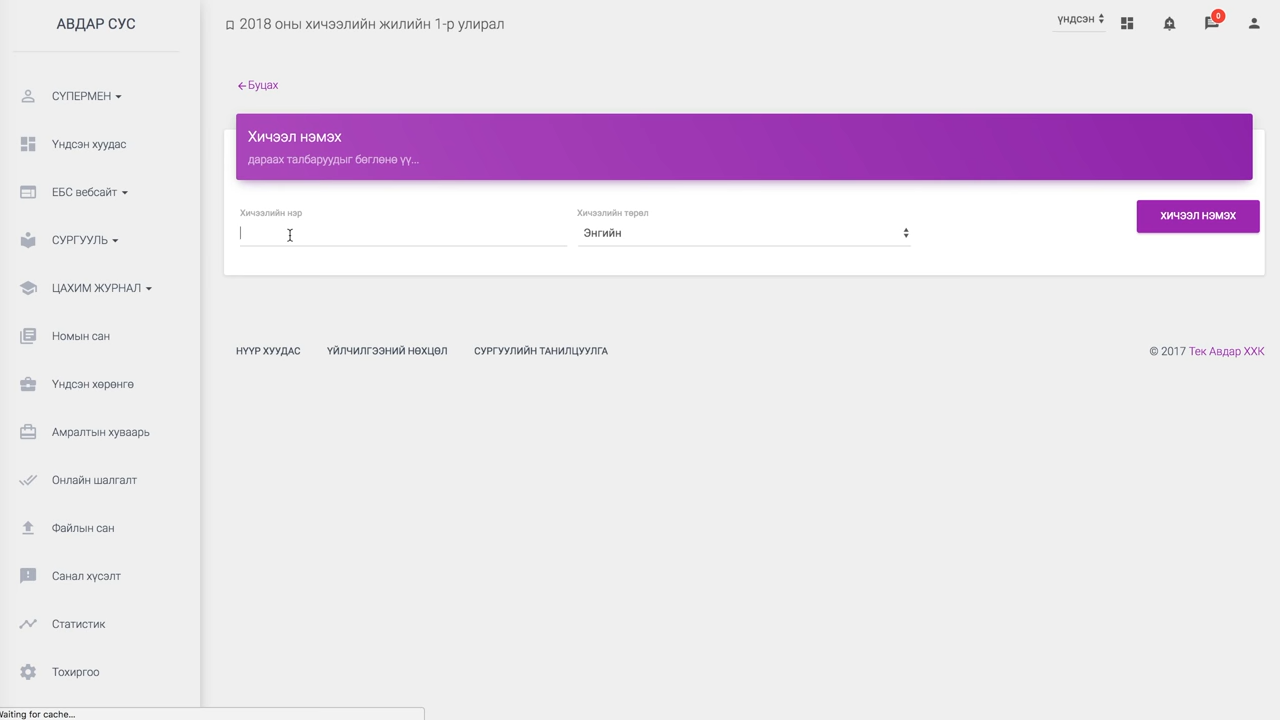 АВДАР СУС
2018 оны хичээлийн жилийн 1-р улирал
үндсэн
0
СҮПЕРМЕН
Үндсэн хуудас
ЕБС вебсайт
СУРГУУЛЬ
ЦАХИМ ЖУРНАЛ
Номын сан
Үндсэн хөрөнгө
Амралтын хуваарь
Онлайн шалгалт
Файлын сан
Санал хүсэлт
Статистик
Тохиргоо
Буцах
Хичээл нэмэх
дараах талбаруудыг бөглөнө үү...
Хичээлийн нэр
Хичээлийн төрөл
Энгийн
ХИЧЭЭЛ НЭМЭХ
НҮҮР ХУУДАС
ҮЙЛЧИЛГЭЭНИЙ НӨХЦӨЛ
СУРГУУЛИЙН ТАНИЛЦУУЛГА
© 2017 Тек Авдар ХХК
Waiting for cache...